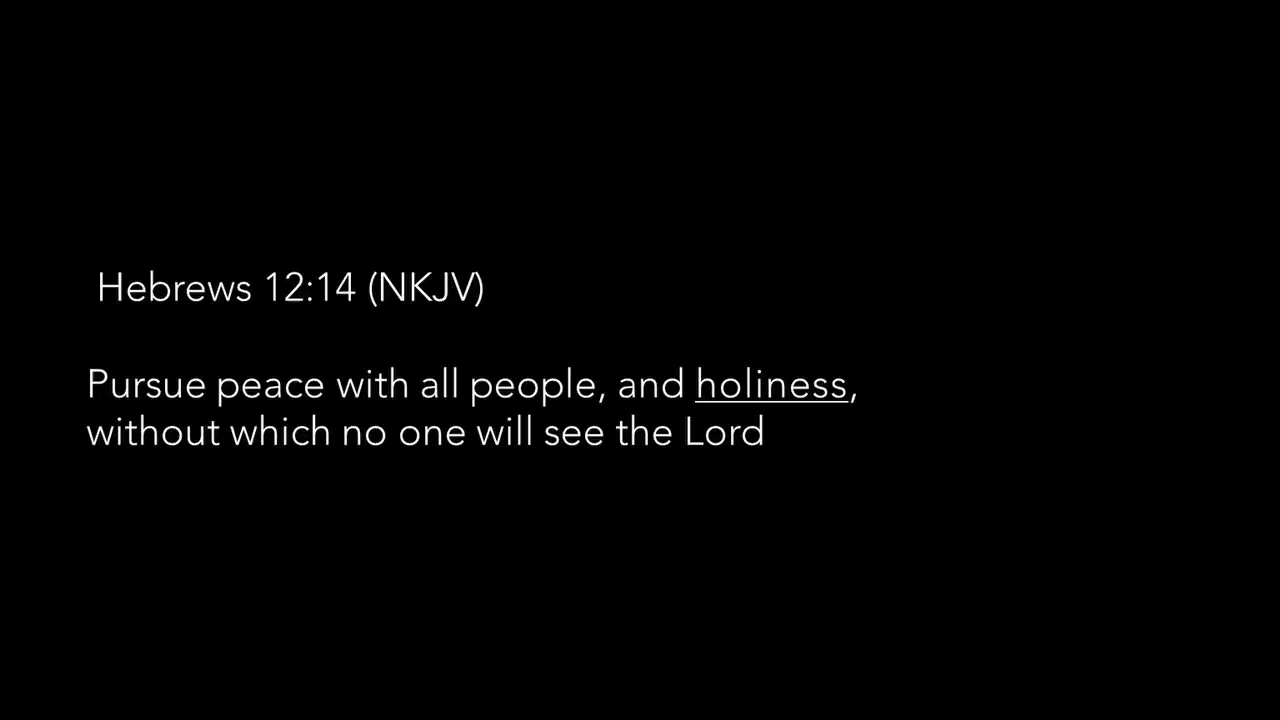 Hebrews 12:14 (NKJV)
Pursue peace with all people, and holiness,
without which no one will see the Lord